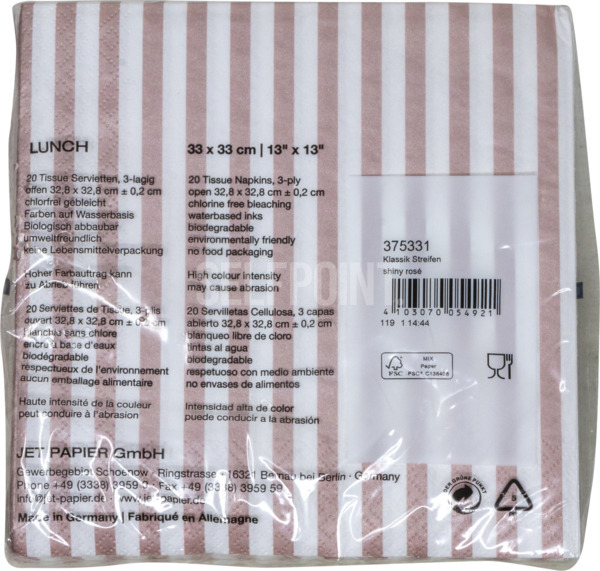 LUNCH
33 x 33 cm | 13" x 13"
20 Tissue Servietten, 3-lagig
offen 32,8 x 32,8 cm ± 0,2 cm
chlorfrei gebleicht
Farben auf Wasserbasis
Biologisch abbaubar
umweltfreundlich
keine Lebensmittelverpackung
Hoher Farbauftrag kann
zu Abrieb führen
20 Tissue Napkins, 3-ply
open 32,8 x 32,8 cm ± 0,2 cm
chlorine free bleaching
waterbased inks
biodegradable
environmentally friendly
no food packaging
High colour intensity
may cause abrasion
20 Serviettes de Tissue, 3-plis
ouvert 32,8 x 32,8 cm ± 0,2 cm
blanchie sans chlore
encre à base d'eaux
biodégradable
respectueux de l'environnement
aucun emballage alimentaire
Haute intensité de la couleur
peut conduire à l'abrasion
20 Servilletas Cellulosa, 3 capas
abierto 32,8 x 32,8 cm ± 0,2 cm
blanqueo libre de cloro
tintas al agua
biodegradable
respetuoso con medio ambiente
no envases de alimentos
Intensidad alta de color
puede conducir a la abrasión
375331
Klassik Streifen
shiny rosé
4 103070 054921
119 1 14:44
FSC
MIX
Paper
SELFPOINT
JET PAPIER GmbH
Gewerbegebiet Schönow · Ringstrasse · 16321 Bernau bei Berlin · Germany
Phone +49 (3338) 3959 · Fax +49 (3338) 3959 59
info@jet-papier.de · www.jet-papier.de
Made in Germany | Fabriqué en Allemagne
DER GRÜNE PUNKT
5
PP